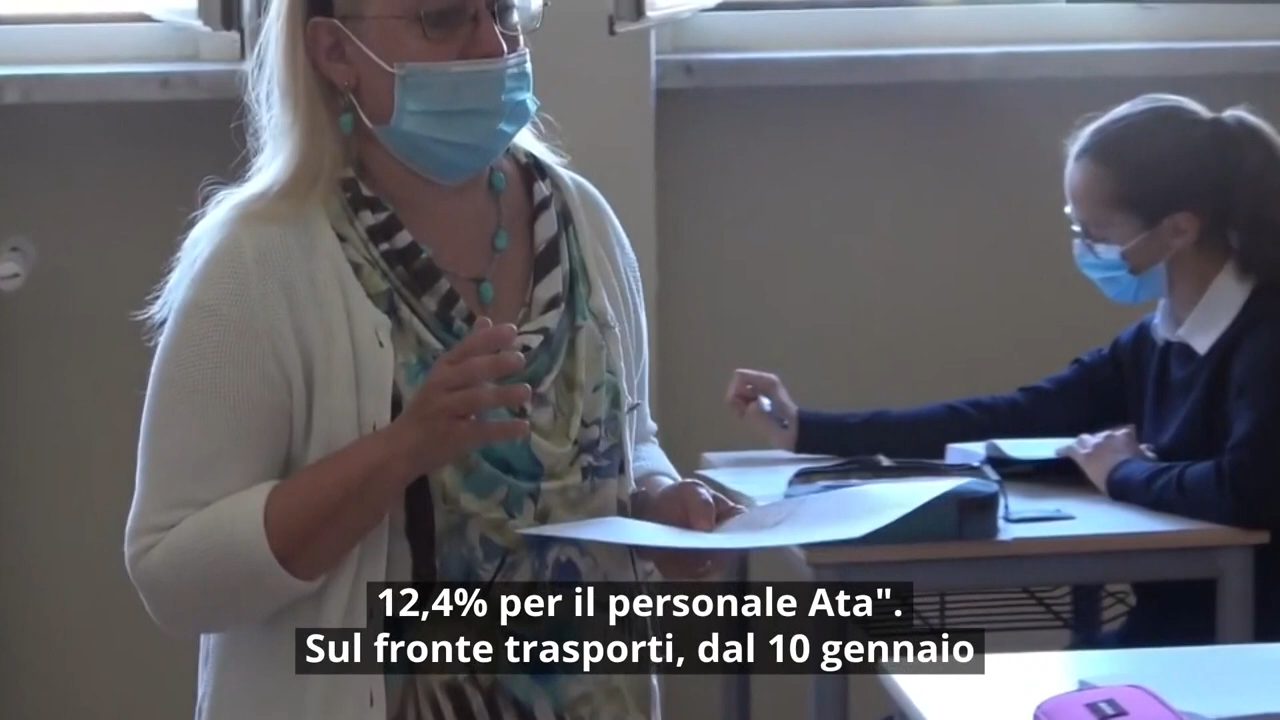 12,4% per il personale Ata".
Sul fronte trasporti, dal 10 gennaio